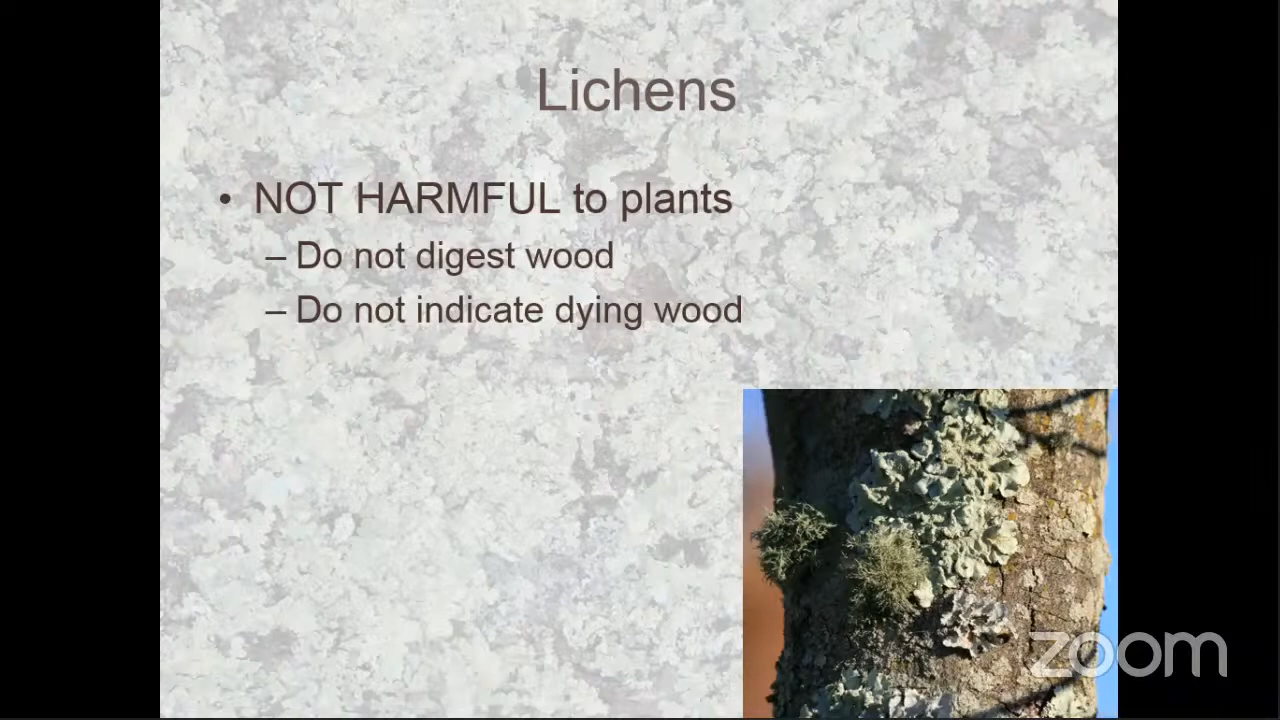 Lichens
• NOT HARMFUL to plants
– Do not digest wood
– Do not indicate dying wood
zoom